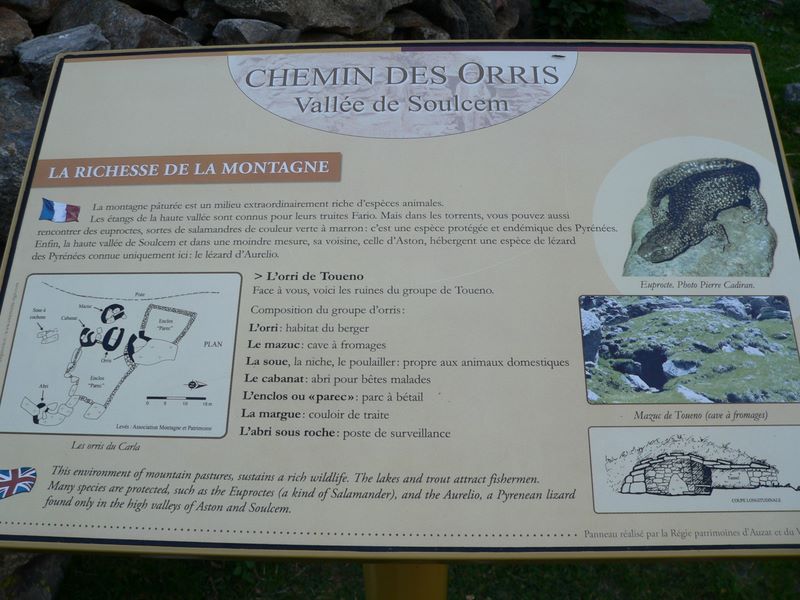 CHEMIN DES ORRIS
Vallée de Soulcem
LA RICHESSE DE LA MONTAGNE
La montagne pâturée est un milieu extraordinairement riche d'espèces animales.
Les étangs de la haute vallée sont connus pour leurs truites Fario. Mais dans les torrents, vous pouvez aussi
rencontrer des euproctes, sortes de salamandres de couleur verte à marron : c'est une espèce protégée et endémique des Pyrénées.
Enfin, la haute vallée de Soulcem et dans une moindre mesure, sa voisine, celle d'Aston, hébergent une espèce de lézard
des Pyrénées connue uniquement ici : le lézard d'Aurelio.
Euprocte. Photo Pierre Cadiran.
> L'orri de Toueno
Face à vous, voici les ruines du groupe de Toueno.
Composition du groupe d'orris :
L'orri : habitat du berger
Le mazuc : cave à fromages
La soue, la riche, le poulailler : propre aux animaux domestiques
Le cabanat : abri pour bêtes malades
L'enclos ou « parec » : parc à bétail
La margue : couloir de traite
L'abri sous roche : poste de surveillance
Piste
Mazuc
Soue à
cochons
Cabanat
Enclos
"Parec"
PLAN
Orris
Enclos
"Parec"
Abri
0 5 10 15 m
Levés : Association Montagne et Patrimoine
Les orris du Carla
Mazuc de Toueno (cave à fromages)
COUPE LONGITUDINALE
This environment of mountain pastures, sustains a rich wildlife. The lakes and trout attract fishermen.
Many species are protected, such as the Euproctes (a kind of Salamander), and the Aurelio, a Pyrenean lizard
found only in the high valleys of Aston and Soulcem.
Panneau réalisé par la Régie patrimoines d'Auzat et du V